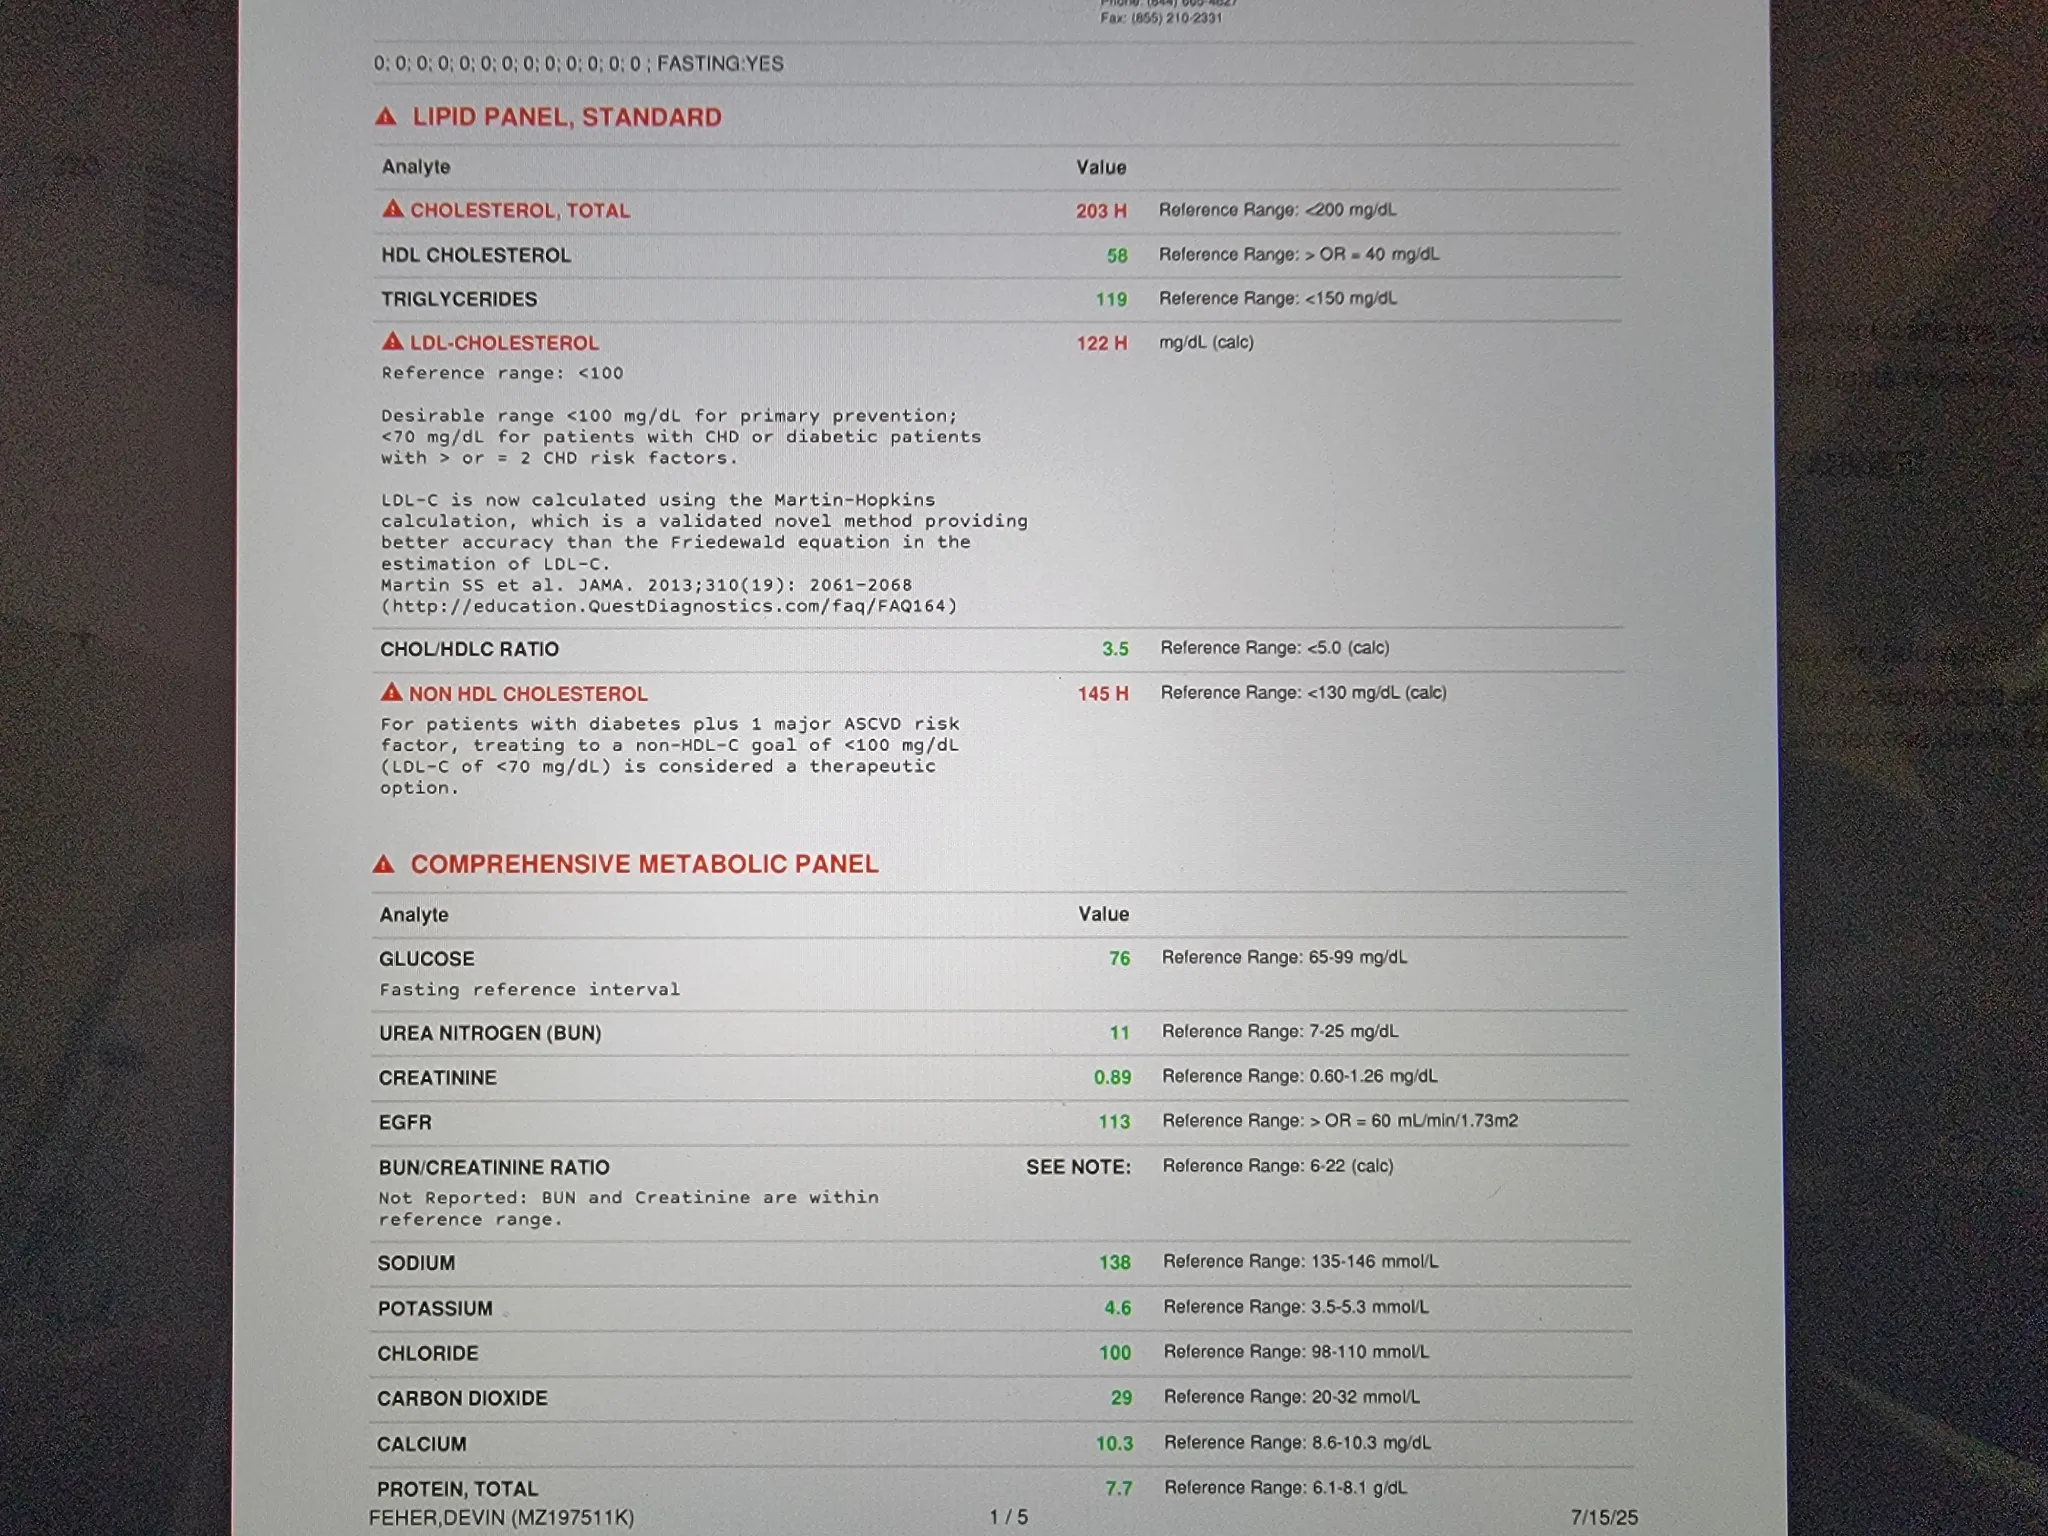 Fax: (855) 210-2331
0; 0; 0; 0; 0; 0; 0; 0; 0; 0; 0; 0; 0 ; FASTING:YES
LIPID PANEL, STANDARD
Analyte Value
CHOLESTEROL, TOTAL 203 H Reference Range: <200 mg/dL
HDL CHOLESTEROL 58 Reference Range: > OR = 40 mg/dL
TRIGLYCERIDES 119 Reference Range: <150 mg/dL
LDL-CHOLESTEROL 122 H mg/dL (calc)
Reference range: <100
Desirable range <100 mg/dL for primary prevention;
<70 mg/dL for patients with CHD or diabetic patients
with > or = 2 CHD risk factors.
LDL-C is now calculated using the Martin-Hopkins
calculation, which is a validated novel method providing
better accuracy than the Friedewald equation in the
estimation of LDL-C.
Martin SS et al. JAMA. 2013;310(19): 2061-2068
(http://education.QuestDiagnostics.com/faq/FAQ164)
CHOL/HDLC RATIO 3.5 Reference Range: <5.0 (calc)
NON HDL CHOLESTEROL 145 H Reference Range: <130 mg/dL (calc)
For patients with diabetes plus 1 major ASCVD risk
factor, treating to a non-HDL-C goal of <100 mg/dL
(LDL-C of <70 mg/dL) is considered a therapeutic
option.
COMPREHENSIVE METABOLIC PANEL
Analyte Value
GLUCOSE 76 Reference Range: 65-99 mg/dL
Fasting reference interval
UREA NITROGEN (BUN) 11 Reference Range: 7-25 mg/dL
CREATININE 0.89 Reference Range: 0.60-1.26 mg/dL
EGFR 113 Reference Range: > OR = 60 mL/min/1.73m2
BUN/CREATININE RATIO SEE NOTE: Reference Range: 6-22 (calc)
Not Reported: BUN and Creatinine are within
reference range.
SODIUM 138 Reference Range: 135-146 mmol/L
POTASSIUM 4.6 Reference Range: 3.5-5.3 mmol/L
CHLORIDE 100 Reference Range: 98-110 mmol/L
CARBON DIOXIDE 29 Reference Range: 20-32 mmol/L
CALCIUM 10.3 Reference Range: 8.6-10.3 mg/dL
PROTEIN, TOTAL 7.7 Reference Range: 6.1-8.1 g/dL
FEHER,DEVIN (MZ197511K) 1 / 5 7/15/25